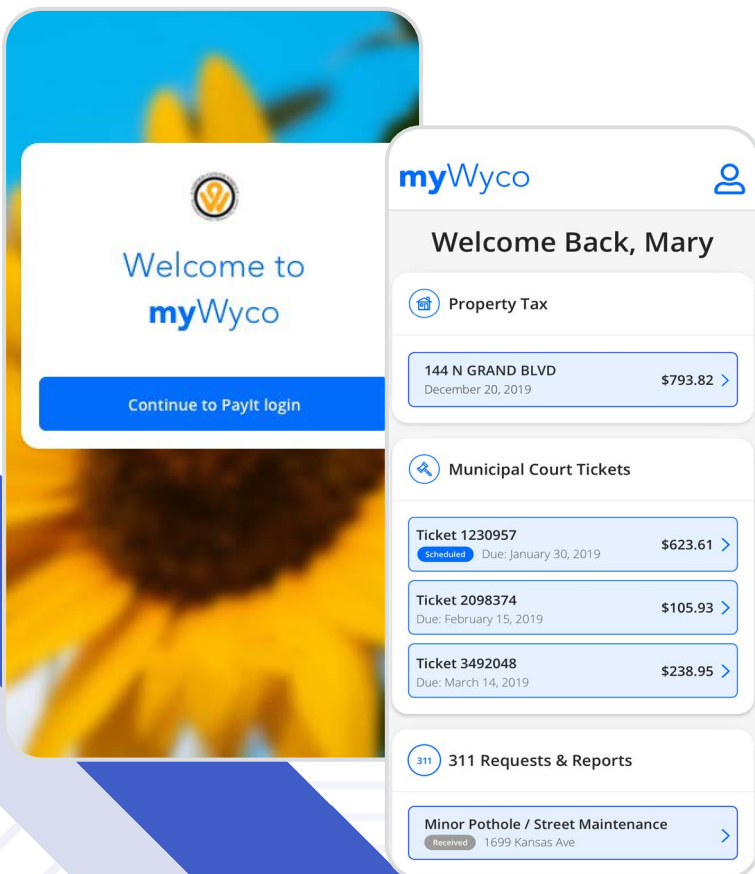 Welcome to
myWyco
Continue to PayIt login
myWyco
Welcome Back, Mary
Property Tax
144 N GRAND BLVD
December 20, 2019
$793.82
Municipal Court Tickets
Ticket 1230957
Scheduled Due: January 30, 2019
$623.61
Ticket 2098374
Due: February 15, 2019
$105.93
Ticket 3492048
Due: March 14, 2019
$238.95
311 311 Requests & Reports
Minor Pothole / Street Maintenance
Received 1699 Kansas Ave